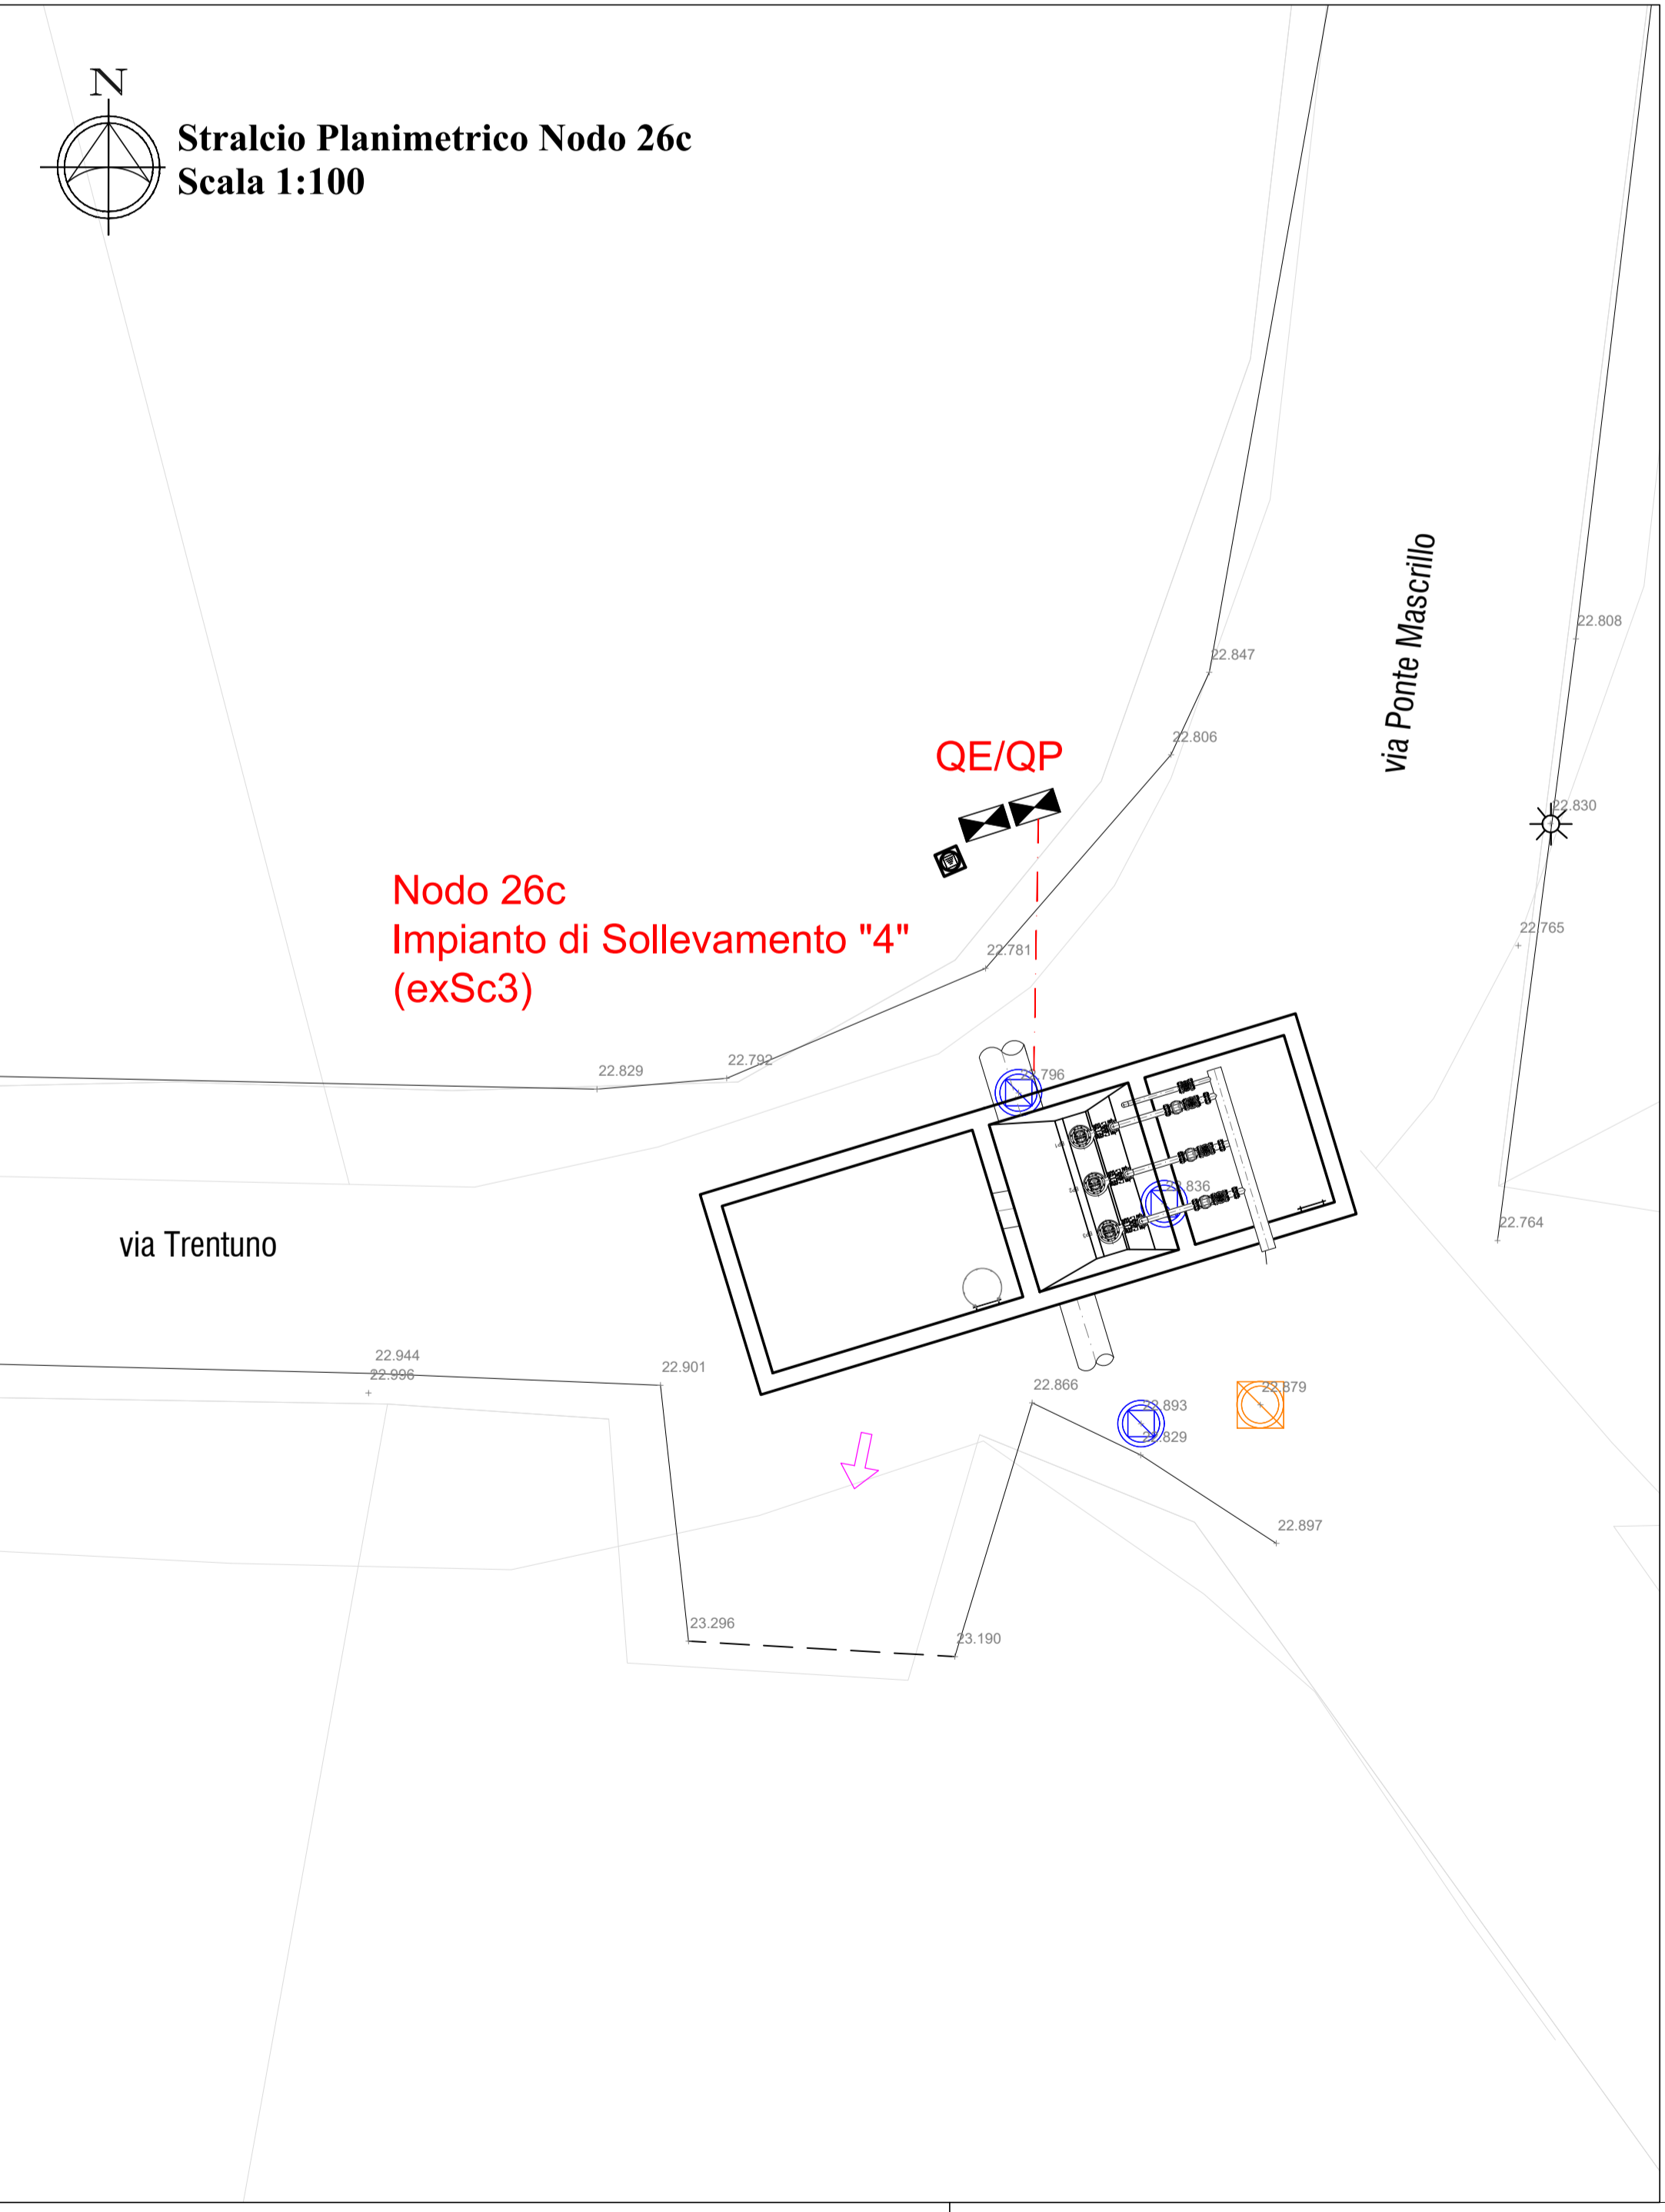 N
Stralcio Planimetrico Nodo 26c
Scala 1:100
via Ponte Mascrillo
22.808
22.847
22.806
QE/QP
22.830
Nodo 26c
Impianto di Sollevamento "4"
(exSc3)
22.765
22.781
22.792
22.829
.796
.836
22.764
via Trentuno
22.944
22.996
22.901
22.866
22.893
22.829
22.879
22.897
23.296
23.190